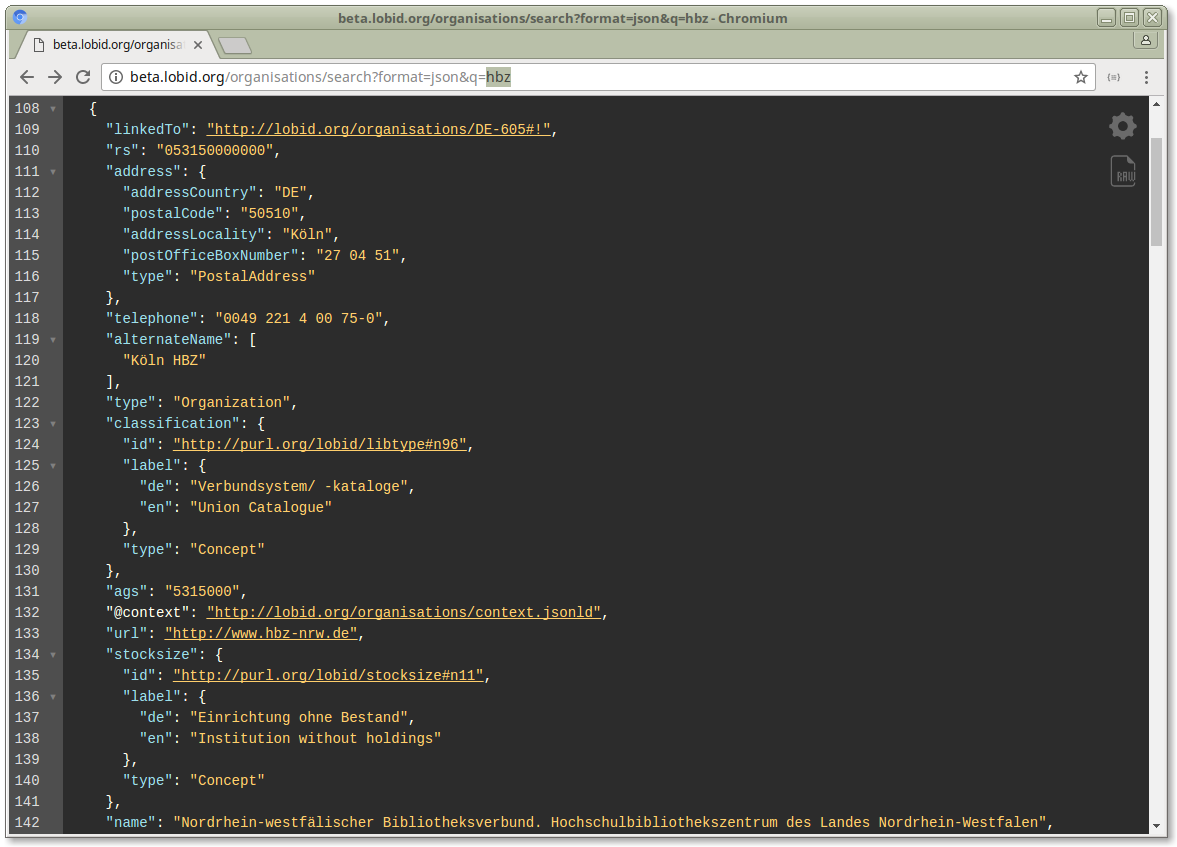 beta.lobid.org/organisations/search?format=json&q=hbz - Chromium
beta.lobid.org/organisa
beta.lobid.org/organisations/search?format=json&q=hbz
108 {
109 "linkedTo": "http://lobid.org/organisations/DE-605#!",
110 "rs": "053150000000",
111 "address": {
112 "addressCountry": "DE",
113 "postalCode": "50510",
114 "addressLocality": "Köln",
115 "postOfficeBoxNumber": "27 04 51",
116 "type": "PostalAddress"
117 },
118 "telephone": "0049 221 4 00 75-0",
119 "alternateName": [
120 "Köln HBZ"
121 ],
122 "type": "Organization",
123 "classification": {
124 "id": "http://purl.org/lobid/libtype#n96",
125 "label": {
126 "de": "Verbundsystem/ -kataloge",
127 "en": "Union Catalogue"
128 },
129 "type": "Concept"
130 },
131 "ags": "5315000",
132 "@context": "http://lobid.org/organisations/context.jsonld",
133 "url": "http://www.hbz-nrw.de",
134 "stocksize": {
135 "id": "http://purl.org/lobid/stocksize#n11",
136 "label": {
137 "de": "Einrichtung ohne Bestand",
138 "en": "Institution without holdings"
139 },
140 "type": "Concept"
141 },
142 "name": "Nordrhein-westfälischer Bibliotheksverbund. Hochschulbibliothekszentrum des Landes Nordrhein-Westfalen",
RAW